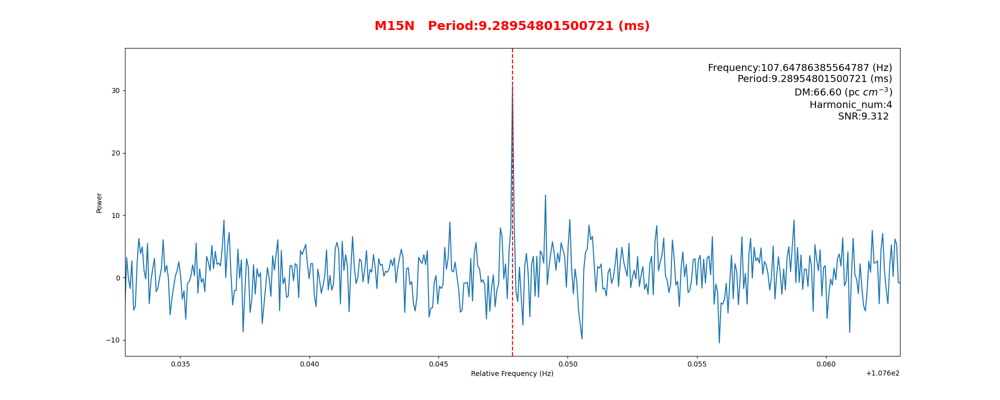 M15N   Period:9.28954801500721 (ms)
Frequency:107.64786385564787 (Hz)
Period:9.28954801500721 (ms)
DM:66.60 (pc cm⁻³)
Harmonic_num:4
SNR:9.312
30
20
10
0
−10
Power
0.035 0.040 0.045 0.050 0.055 0.060
Relative Frequency (Hz)
+1.076e2